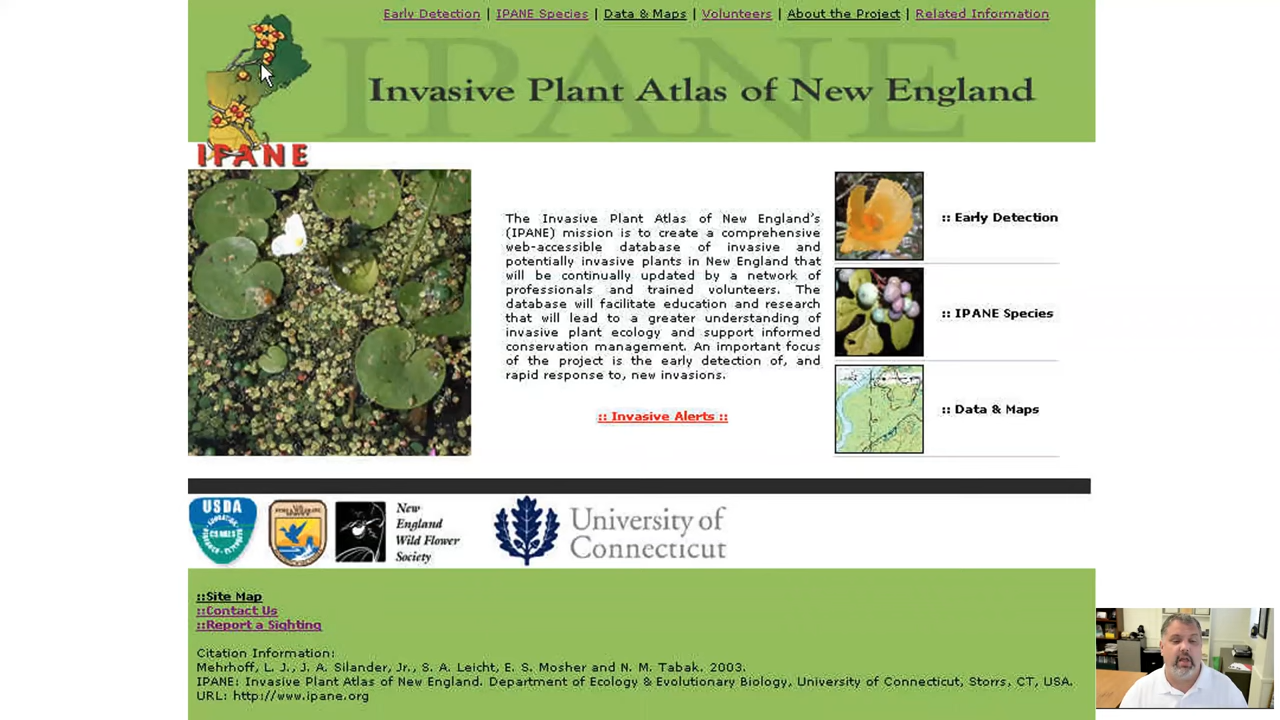 Early Detection | IPANE Species | Data & Maps | Volunteers | About the Project | Related Information
IPANE
Invasive Plant Atlas of New England
IPANE
The Invasive Plant Atlas of New England's
(IPANE) mission is to create a comprehensive
web-accessible database of invasive and
potentially invasive plants in New England that
will be continually updated by a network of
professionals and trained volunteers. The
database will facilitate education and research
that will lead to a greater understanding of
invasive plant ecology and support informed
conservation management. An important focus
of the project is the early detection of, and
rapid response to, new invasions.
:: Invasive Alerts ::
:: Early Detection
:: IPANE Species
:: Data & Maps
USDA
New
England
Wild Flower
Society
University of
Connecticut
::Site Map
::Contact Us
::Report a Sighting
Citation Information:
Mehrhoff, L. J., J. A. Silander, Jr., S. A. Leicht, E. S. Mosher and N. M. Tabak. 2003.
IPANE: Invasive Plant Atlas of New England. Department of Ecology & Evolutionary Biology, University of Connecticut, Storrs, CT, USA.
URL: http://www.ipane.org